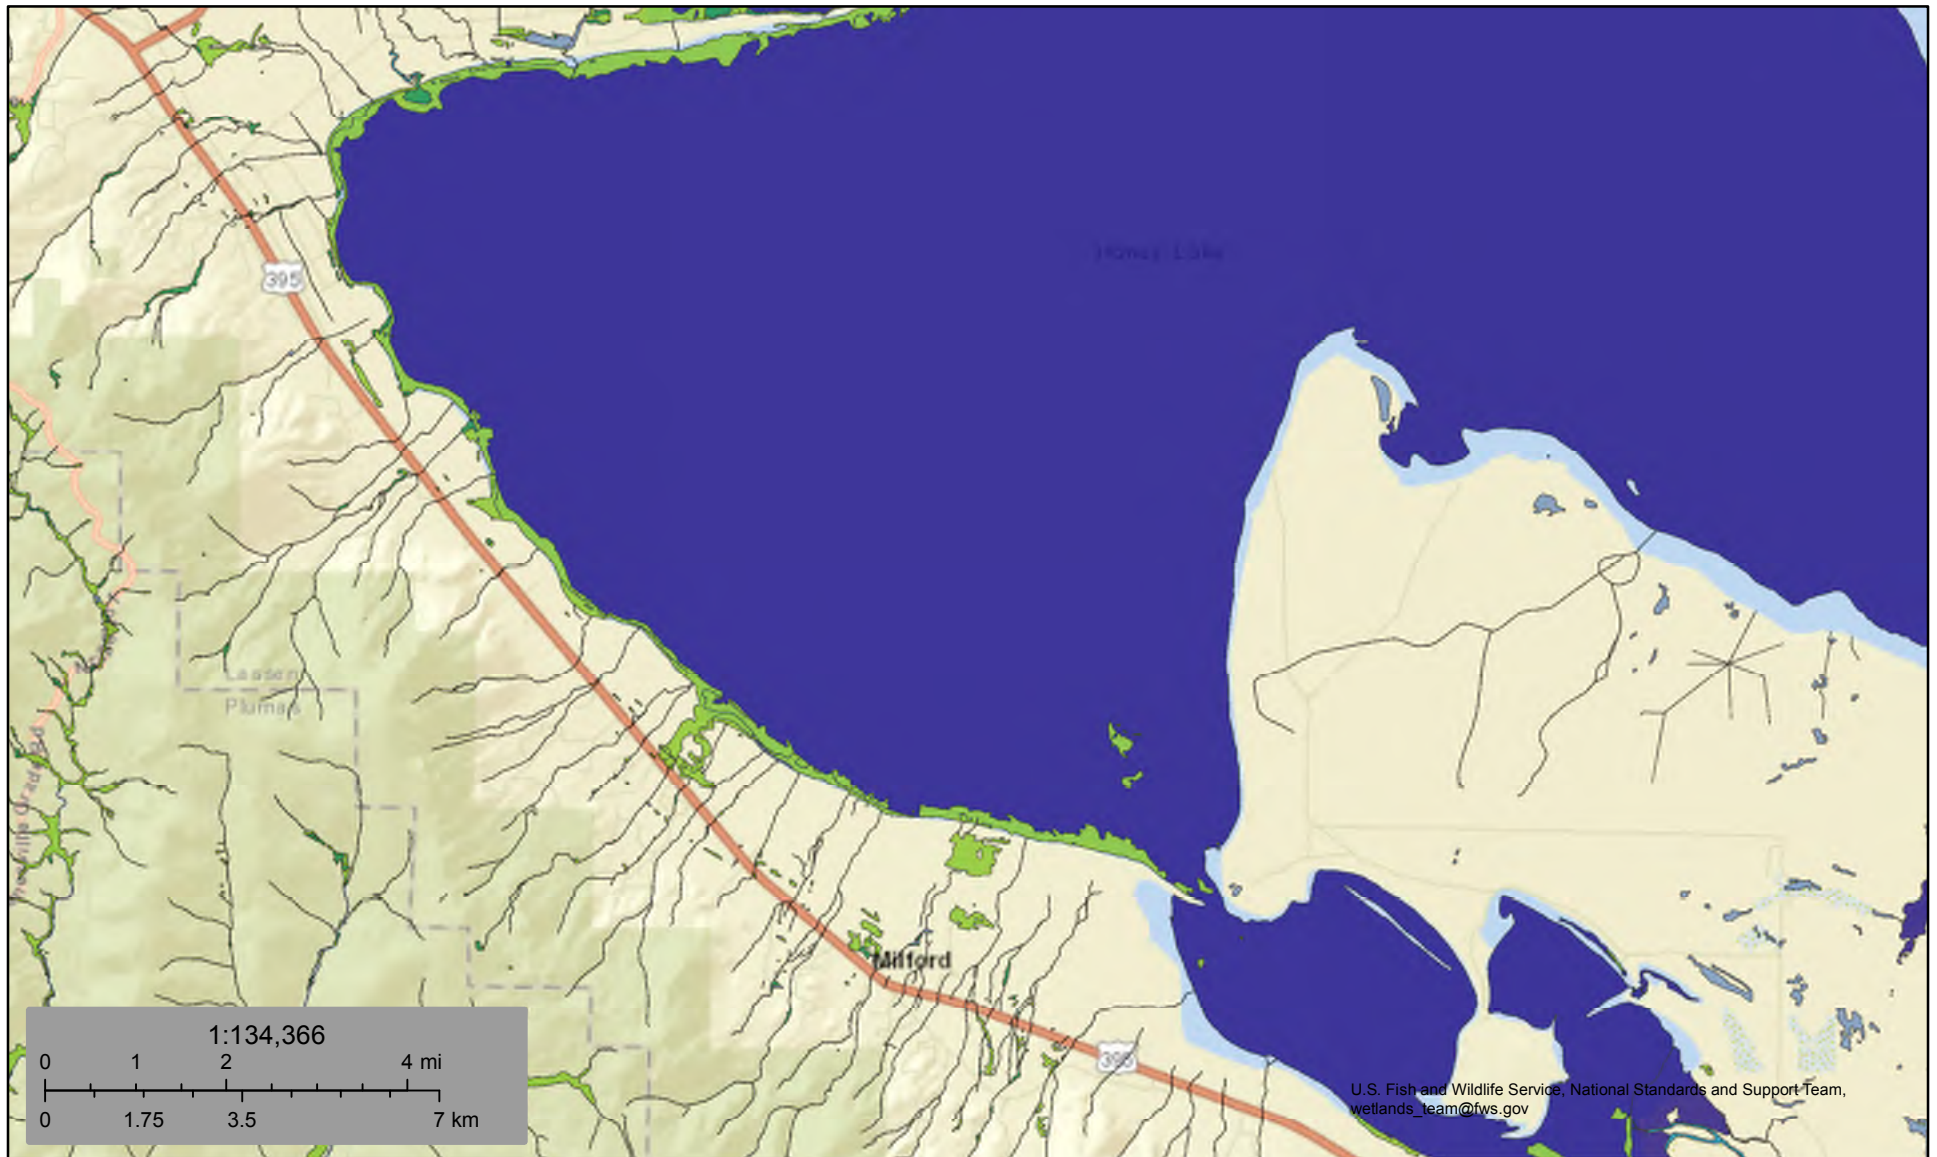 395
Honey Lake
Lassen
Plumas
Milford
395
1:134,366
0 1 2 4 mi
0 1.75 3.5 7 km
U.S. Fish and Wildlife Service, National Standards and Support Team,
wetlands_team@fws.gov